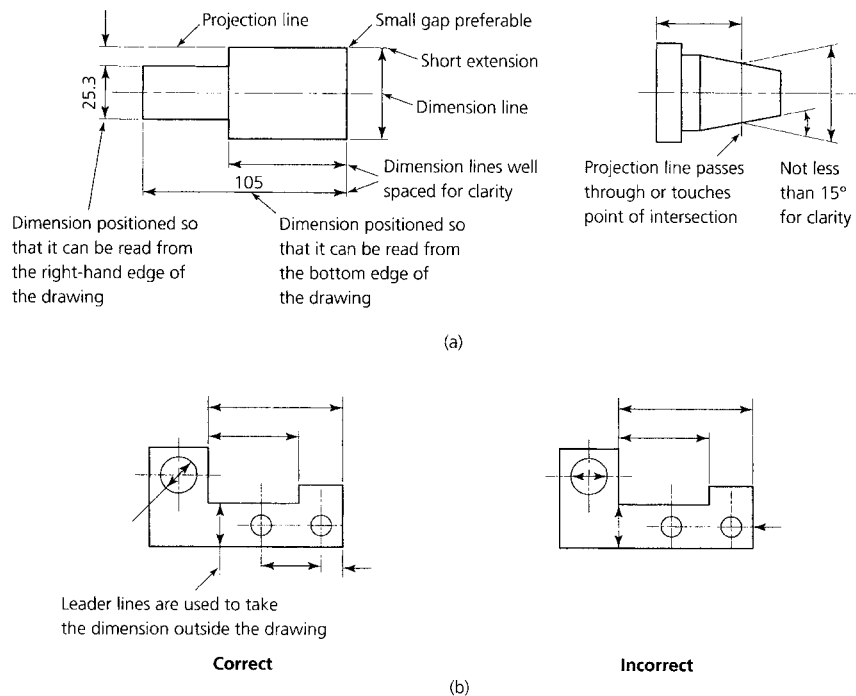 Projection line
Small gap preferable
Short extension
25.3
Dimension line
Dimension lines well
spaced for clarity
105
Dimension positioned so
that it can be read from
the right-hand edge of
the drawing
Dimension positioned so
that it can be read from
the bottom edge of
the drawing
Projection line passes
through or touches
point of intersection
Not less
than 15°
for clarity
(a)
Leader lines are used to take
the dimension outside the drawing
Correct
Incorrect
(b)